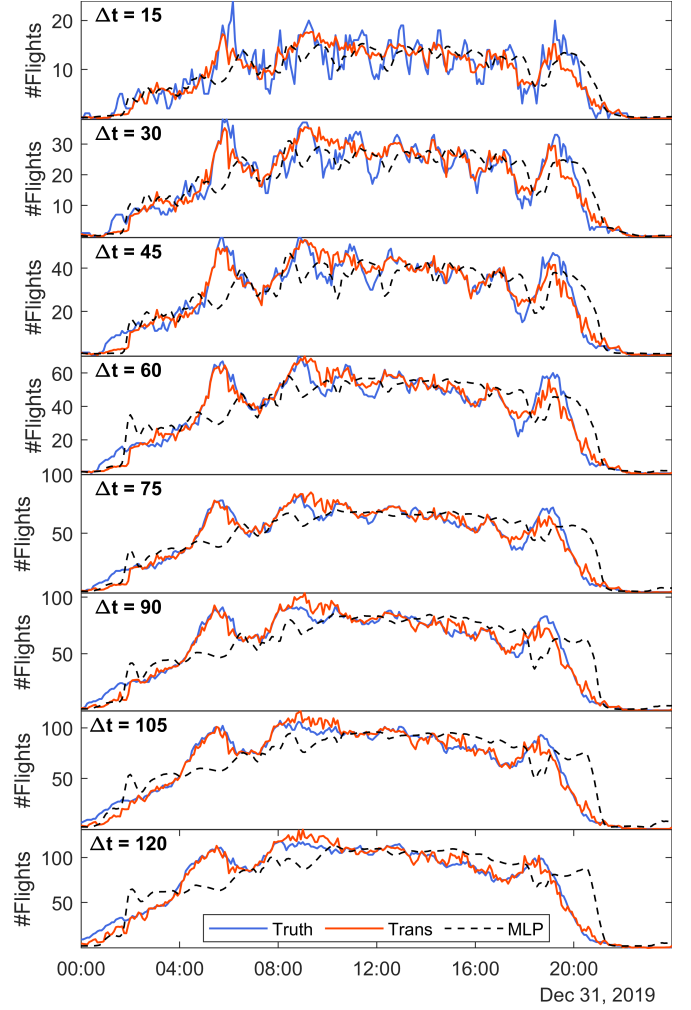 Δt = 15
20
10
#Flights
Δt = 30
30
20
10
#Flights
Δt = 45
40
20
#Flights
Δt = 60
60
40
20
#Flights
Δt = 75
100
50
#Flights
Δt = 90
100
50
#Flights
Δt = 105
100
50
#Flights
Δt = 120
100
50
#Flights
Truth Trans MLP
00:00 04:00 08:00 12:00 16:00 20:00
Dec 31, 2019